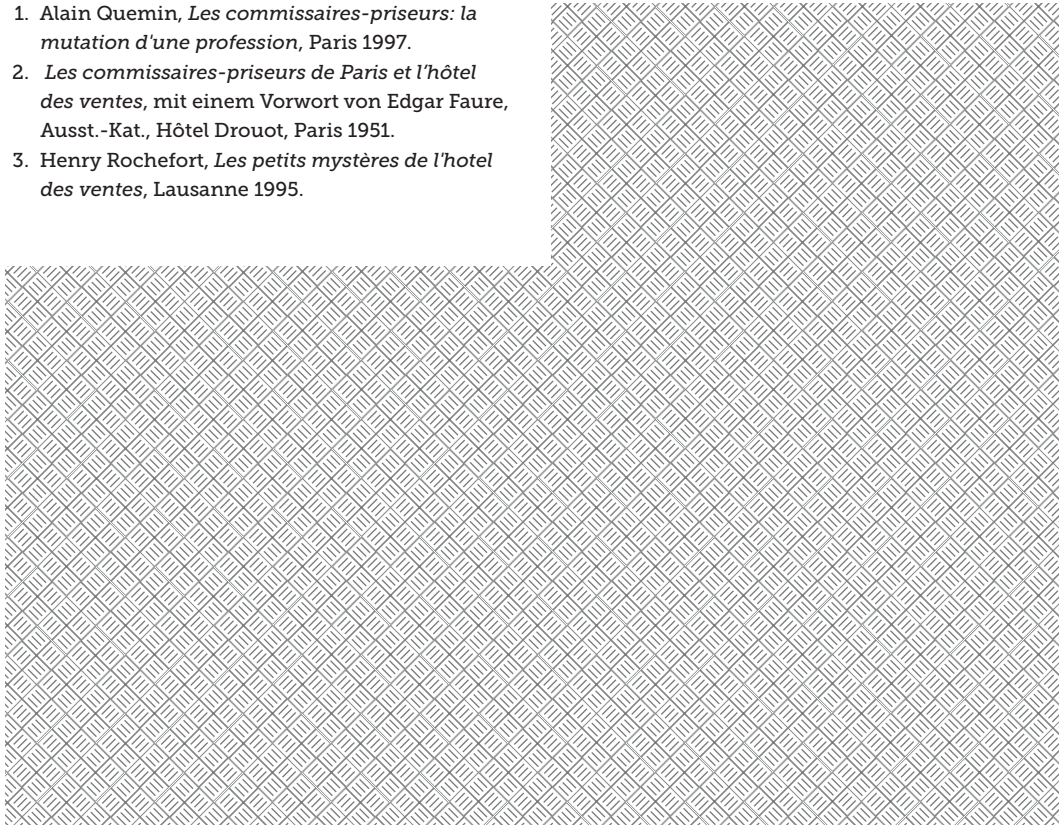 1. Alain Quemin, Les commissaires-priseurs: la
mutation d'une profession, Paris 1997.
2. Les commissaires-priseurs de Paris et l’hôtel
des ventes, mit einem Vorwort von Edgar Faure,
Ausst.-Kat., Hôtel Drouot, Paris 1951.
3. Henry Rochefort, Les petits mystères de l'hotel
des ventes, Lausanne 1995.